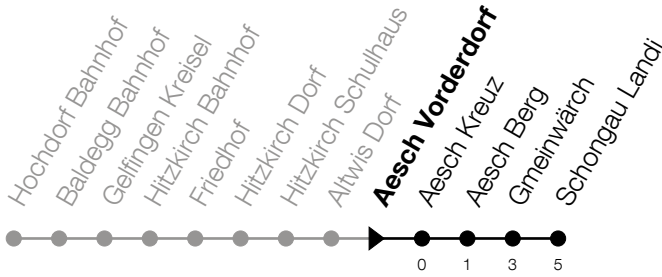 Hochdorf Bahnhof
Baldegg Bahnhof
Gelfingen Kreisel
Hitzkirch Bahnhof
Friedhof
Hitzkirch Dorf
Hitzkirch Schulhaus
Altwis Dorf
Aesch Vorderdorf
Aesch Kreuz
Aesch Berg
Gmeinwärch
Schongau Landi
0 1 3 5